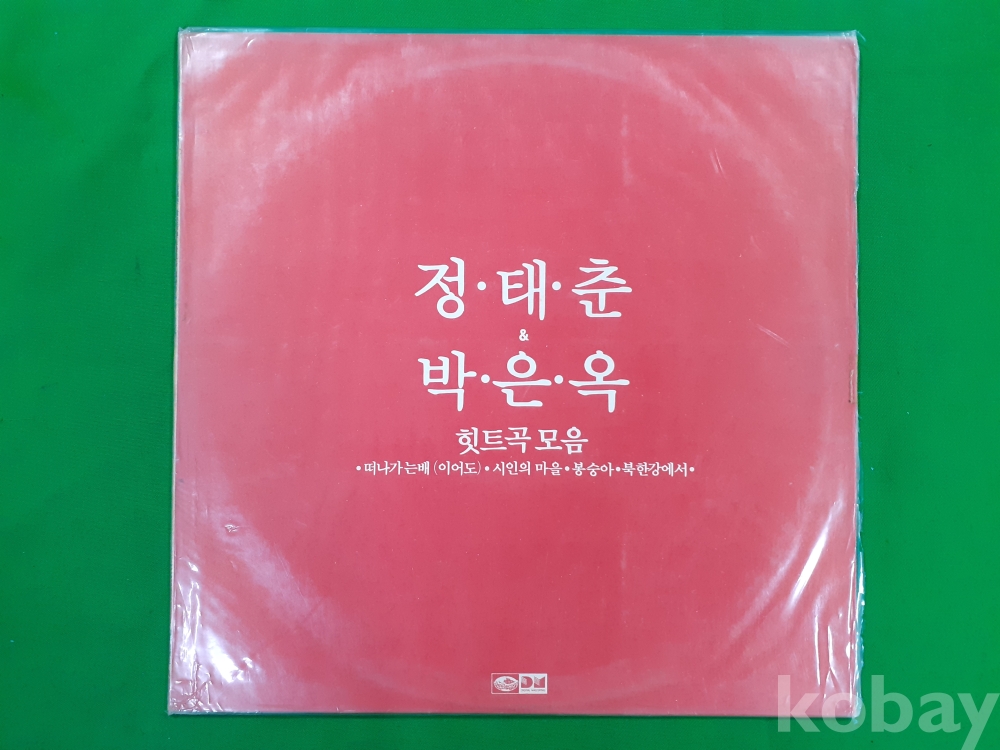 정·태·춘
&
박·은·옥
힛트곡 모음
•떠나가는배 (이어도)•시인의 마을•봉숭아•북한강에서•
DM
kobay